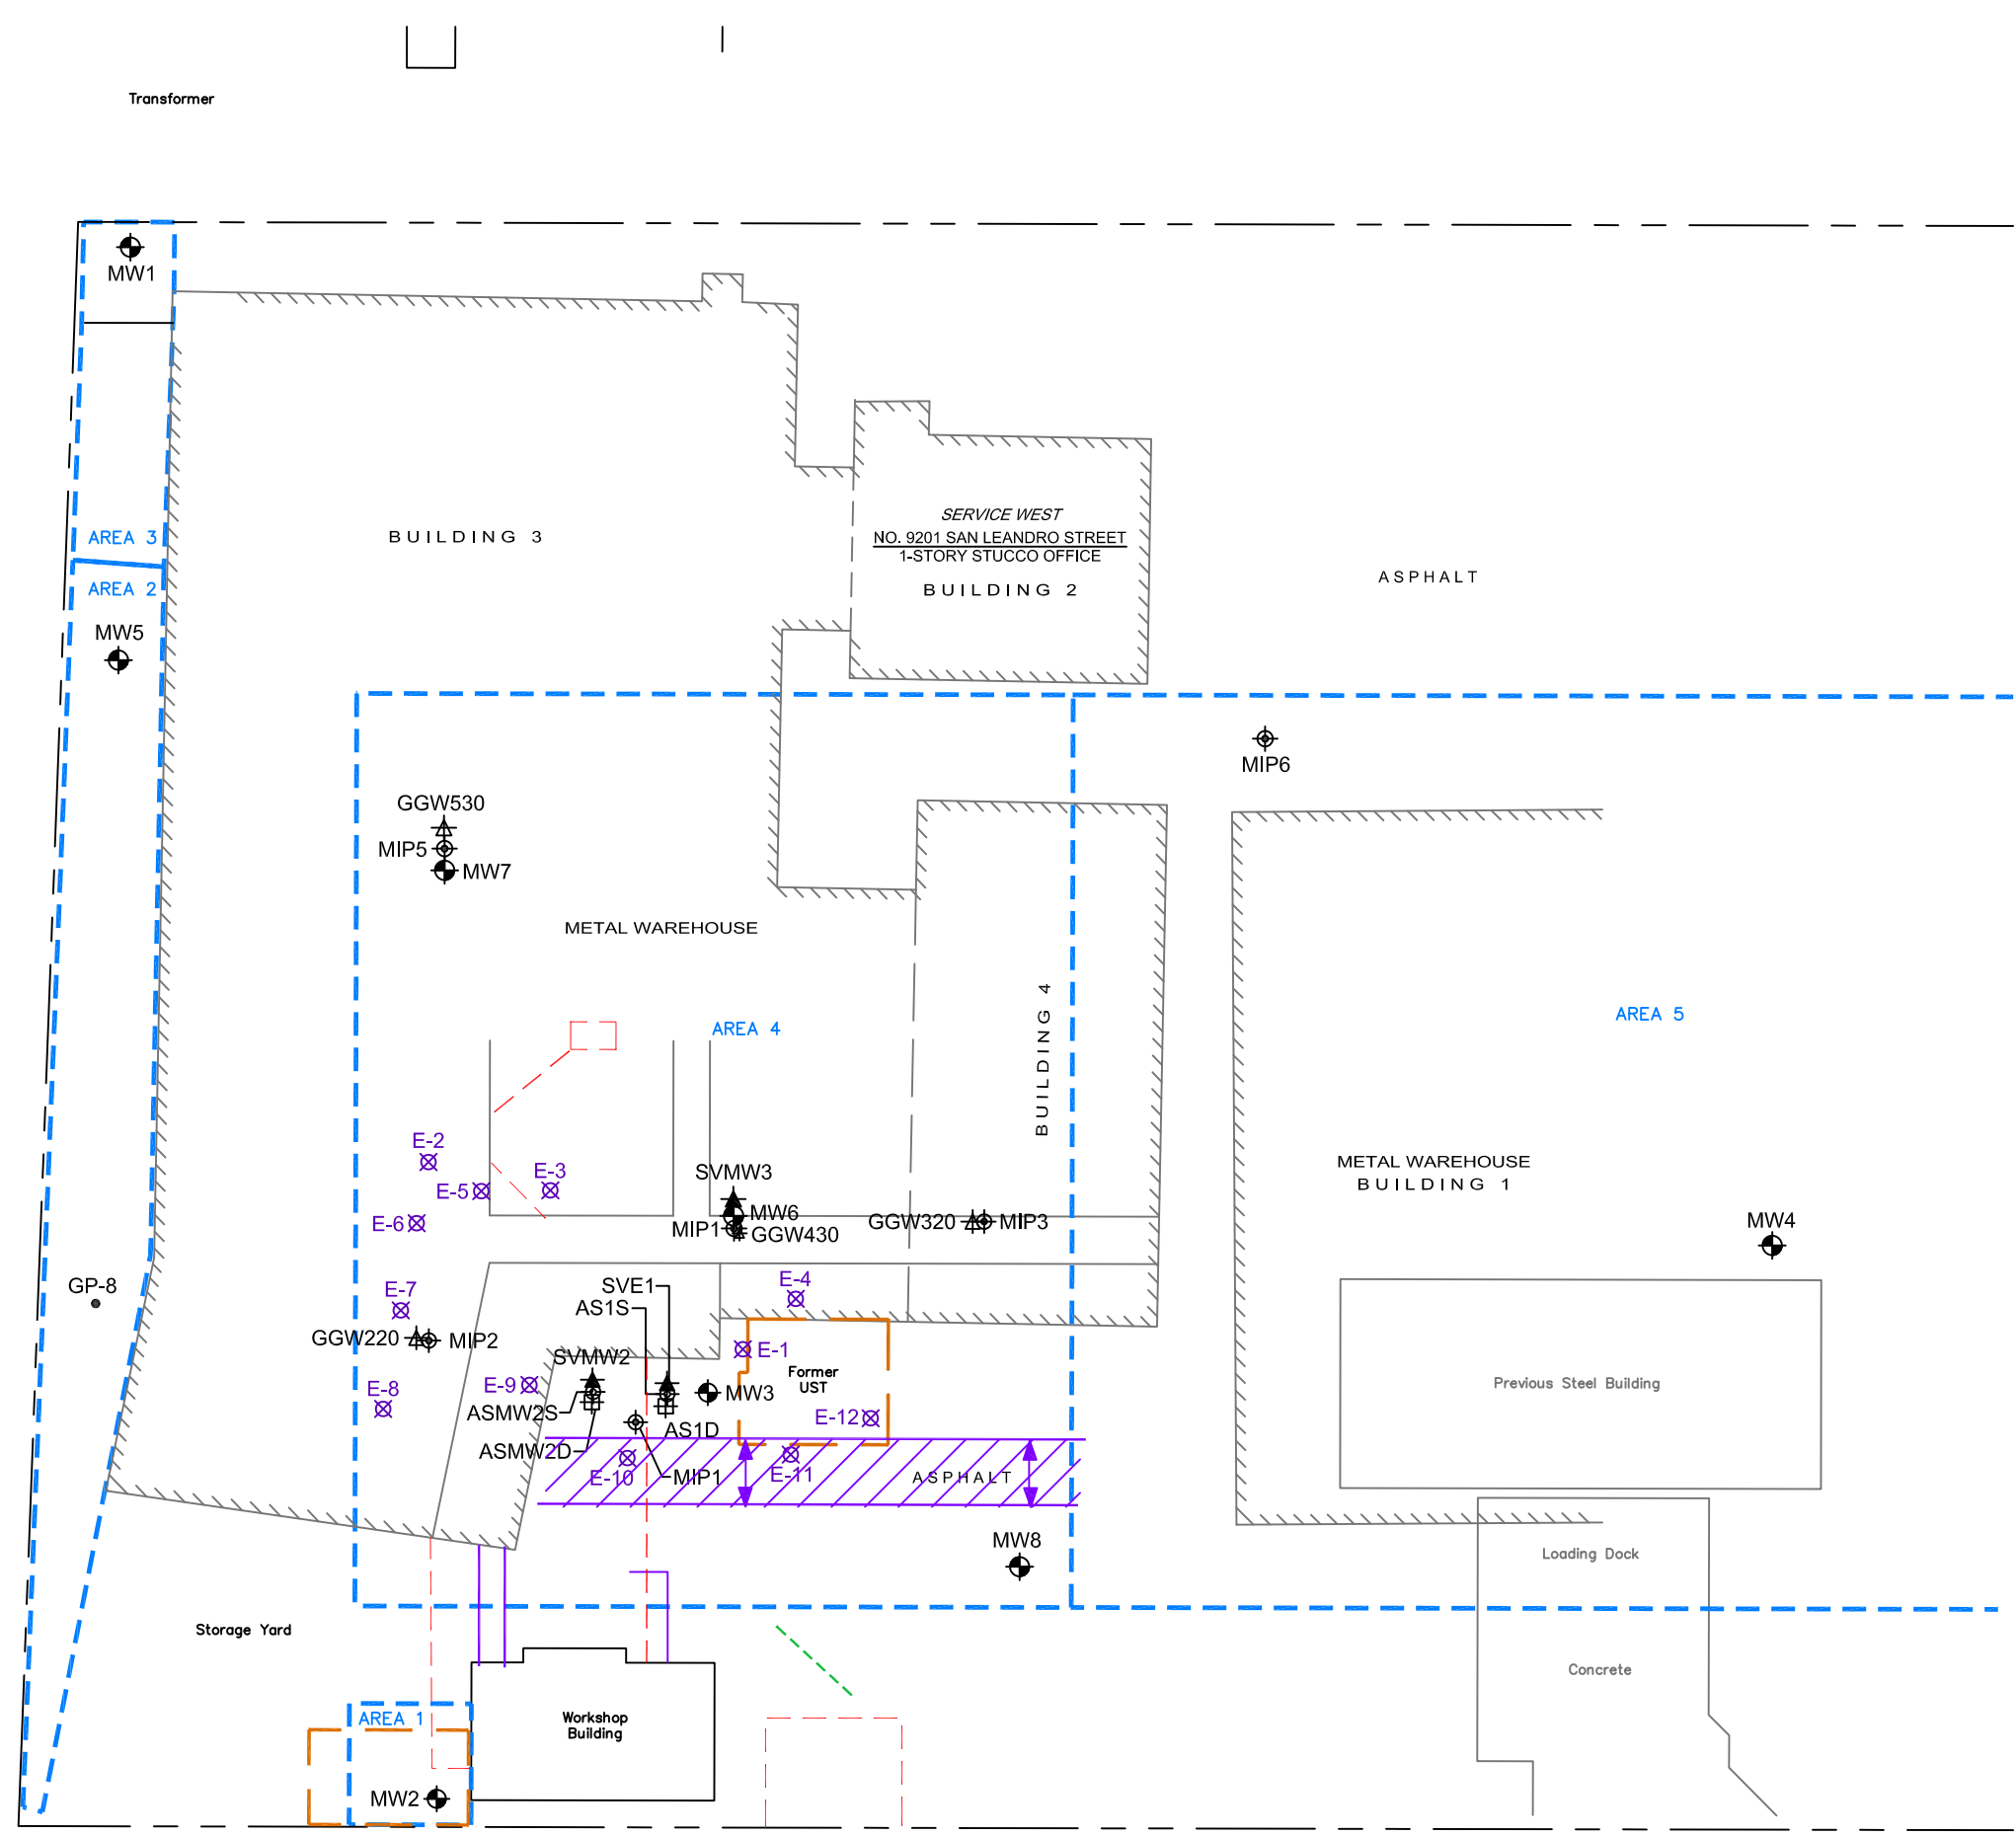 Transformer
MW1
AREA 3
AREA 2
MW5
BUILDING 3
SERVICE WEST
NO. 9201 SAN LEANDRO STREET
1-STORY STUCCO OFFICE
BUILDING 2
ASPHALT
MIP6
GGW530
MIP5
MW7
METAL WAREHOUSE
AREA 4
BUILDING 4
AREA 5
METAL WAREHOUSE
BUILDING 1
MW4
E-2
E-3
E-5
E-6
SVMW3
MW6
MIP1
GGW430
GGW320
MIP3
GP-8
E-7
SVE1
AS1S
E-4
GGW220
MIP2
E-1
SVMW2
Former
UST
Previous Steel Building
E-8
E-9
MW3
ASMW2S
E-12
AS1D
ASMW2D
E-10
MIP1
E-11
ASPHALT
MW8
Loading Dock
Storage Yard
Concrete
AREA 1
Workshop
Building
MW2